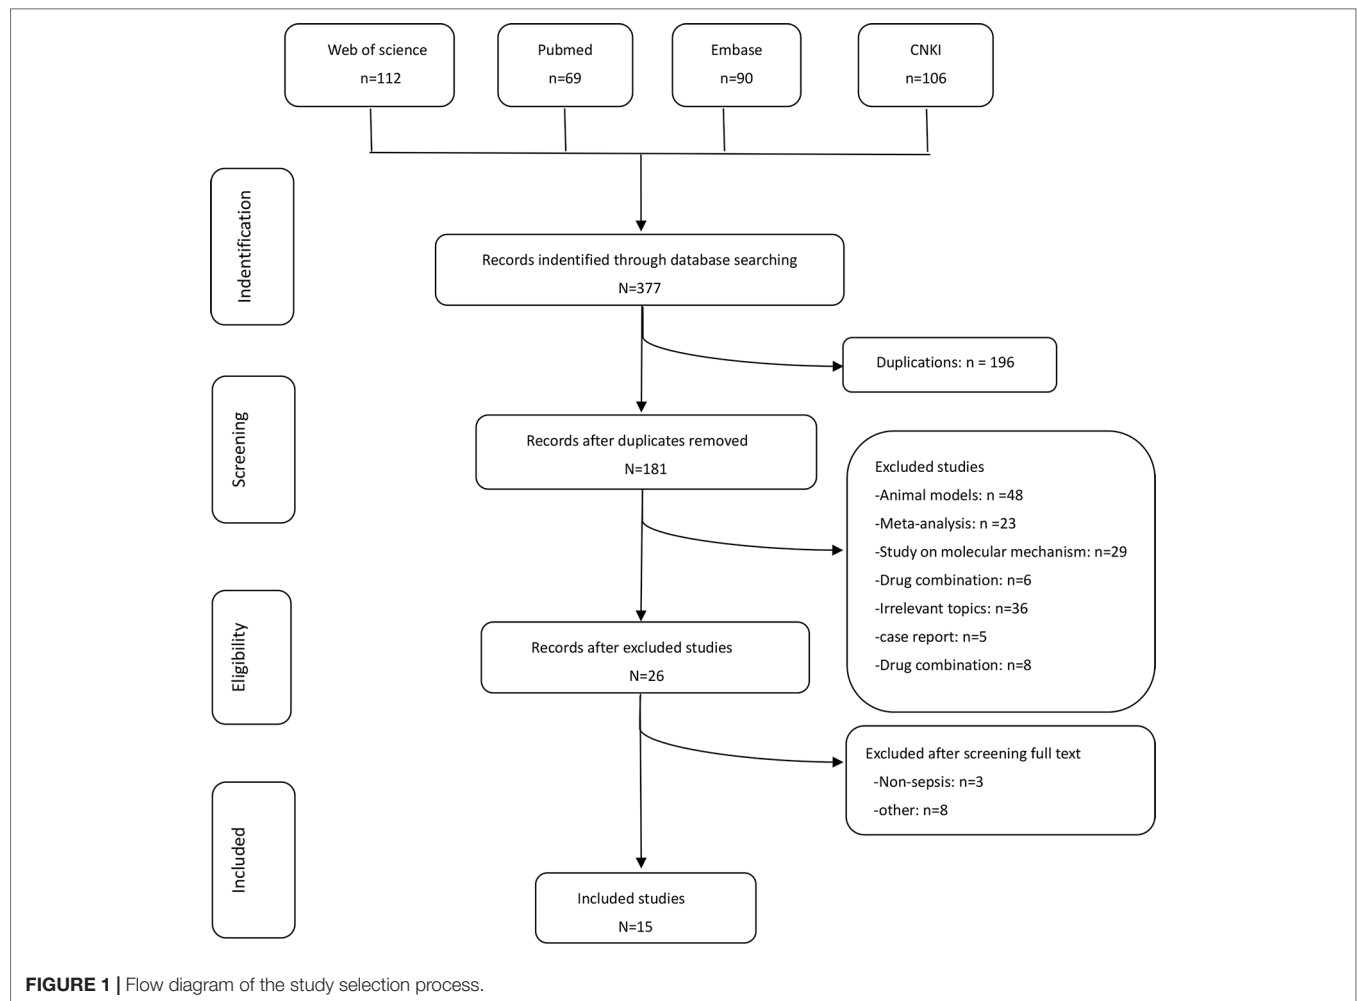 Web of science
n=112
Pubmed
n=69
Embase
n=90
CNKI
n=106
Indentification
Records indentified through database searching
N=377
Duplications: n = 196
Screening
Records after duplicates removed
N=181
Excluded studies
-Animal models: n =48
-Meta-analysis: n =23
-Study on molecular mechanism: n=29
-Drug combination: n=6
-Irrelevant topics: n=36
-case report: n=5
-Drug combination: n=8
Eligibility
Records after excluded studies
N=26
Excluded after screening full text
-Non-sepsis: n=3
-other: n=8
Included
Included studies
N=15
FIGURE 1 | Flow diagram of the study selection process.